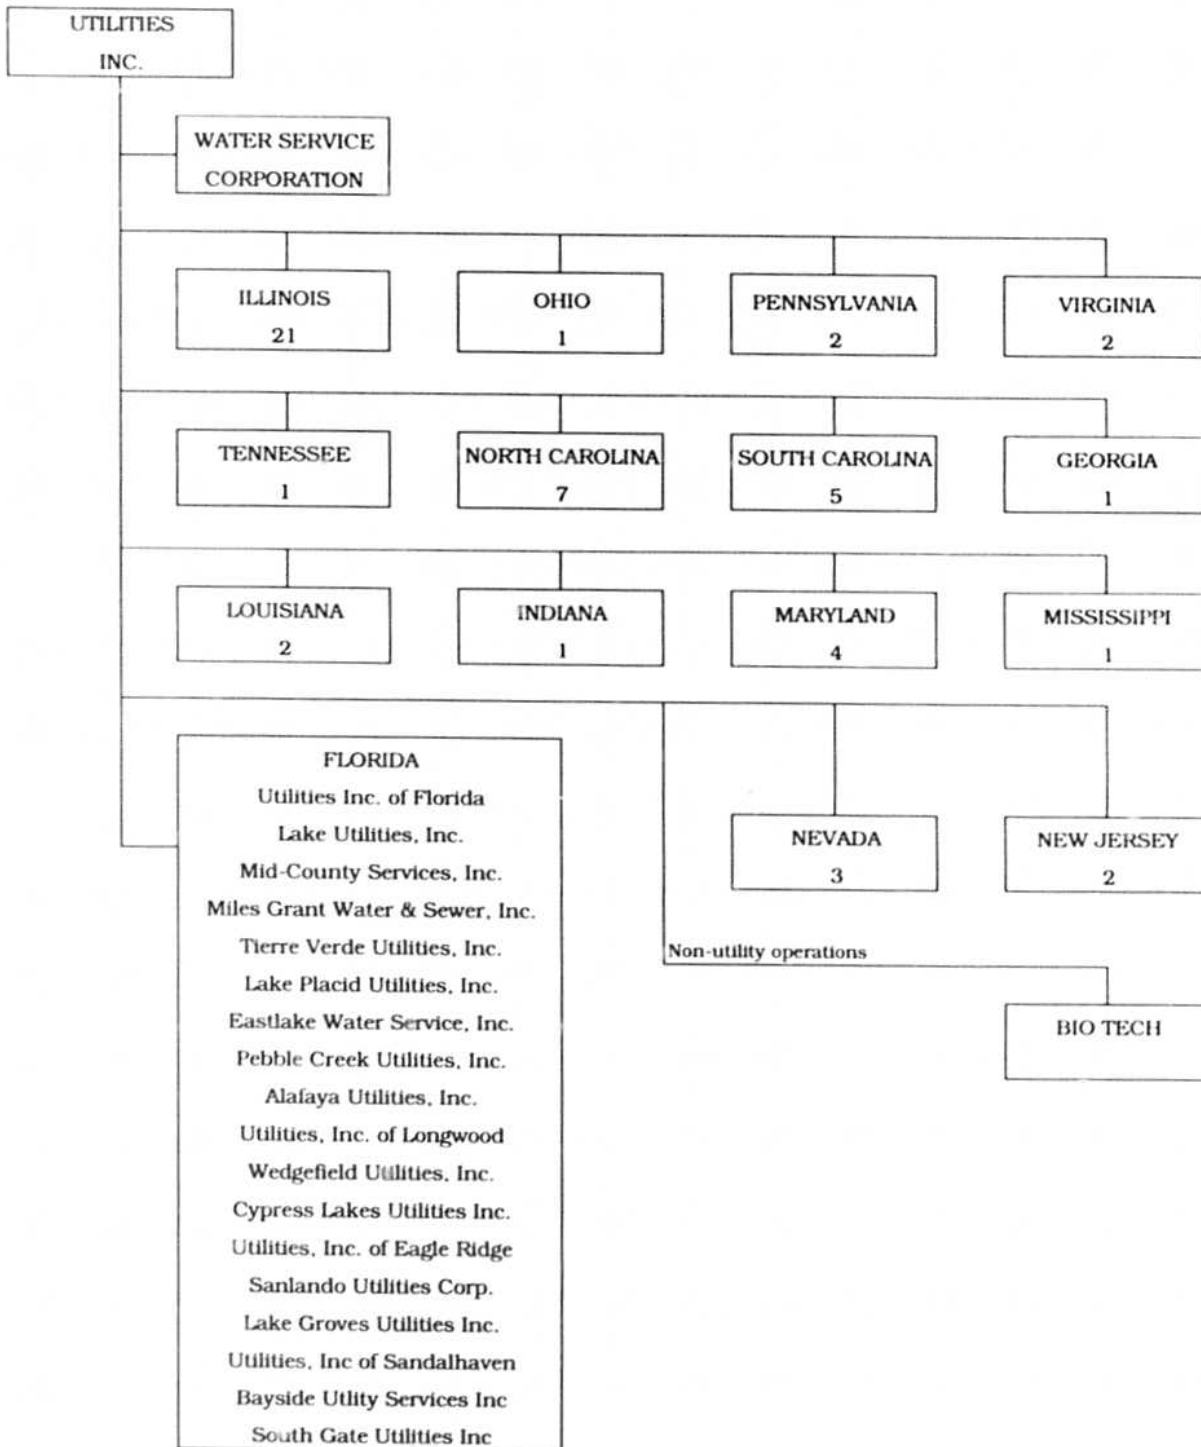 UTILITIES
INC.
WATER SERVICE
CORPORATION
ILLINOIS
21
OHIO
1
PENNSYLVANIA
2
VIRGINIA
2
TENNESSEE
1
NORTH CAROLINA
7
SOUTH CAROLINA
5
GEORGIA
1
LOUISIANA
2
INDIANA
1
MARYLAND
4
MISSISSIPPI
1
FLORIDA
Utilities Inc. of Florida
Lake Utilities, Inc.
Mid-County Services, Inc.
Miles Grant Water & Sewer, Inc.
Tierre Verde Utilities, Inc.
Lake Placid Utilities, Inc.
Eastlake Water Service, Inc.
Pebble Creek Utilities, Inc.
Alafaya Utilities, Inc.
Utilities, Inc. of Longwood
Wedgefield Utilities, Inc.
Cypress Lakes Utilities Inc.
Utilities, Inc. of Eagle Ridge
Sanlando Utilities Corp.
Lake Groves Utilities Inc.
Utilities, Inc of Sandalhaven
Bayside Utlity Services Inc
South Gate Utilities Inc
NEVADA
3
NEW JERSEY
2
Non-utility operations
BIO TECH